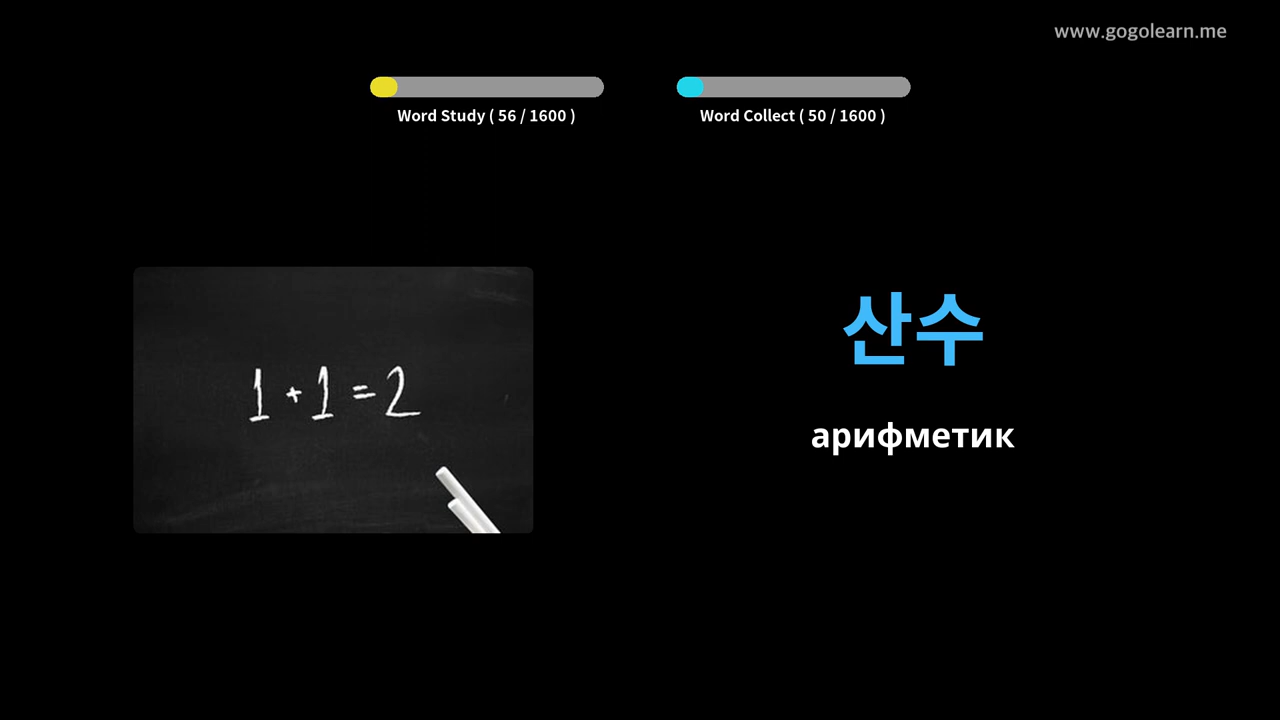 www.gogolearn.me
Word Study ( 56 / 1600 )
Word Collect ( 50 / 1600 )
1 + 1 = 2
산수
арифметик